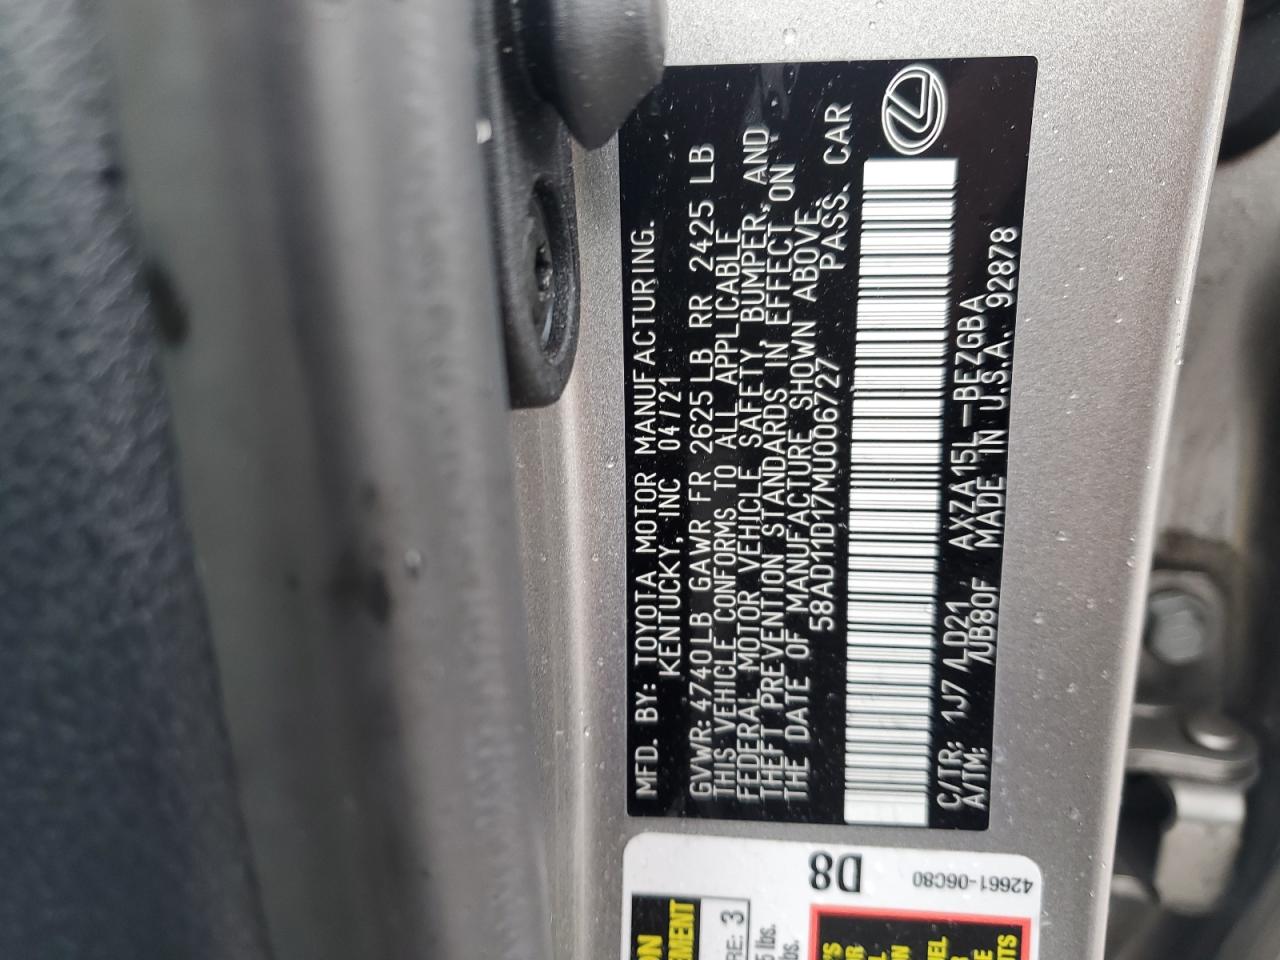 MFD. BY: TOYOTA MOTOR MANUFACTURING.
KENTUCKY, INC 04/21
GVWR: 4740LB GAWR FR 2625LB RR 2425 LB
THIS VEHICLE CONFORMS TO ALL APPLICABLE
FEDERAL MOTOR VEHICLE SAFETY, BUMPER, AND
THEFT PREVENTION STANDARDS IN EFFECT ON
THE DATE OF MANUFACTURE SHOWN ABOVE.
58AD11D17MU006727 PASS. CAR
C/TR: 1J7 /LD21 AXZA15L-BEZGBA
A/TM: /UB80F MADE IN U.S.A. 92878
D8
42661-06C80
3
lbs.
lbs.